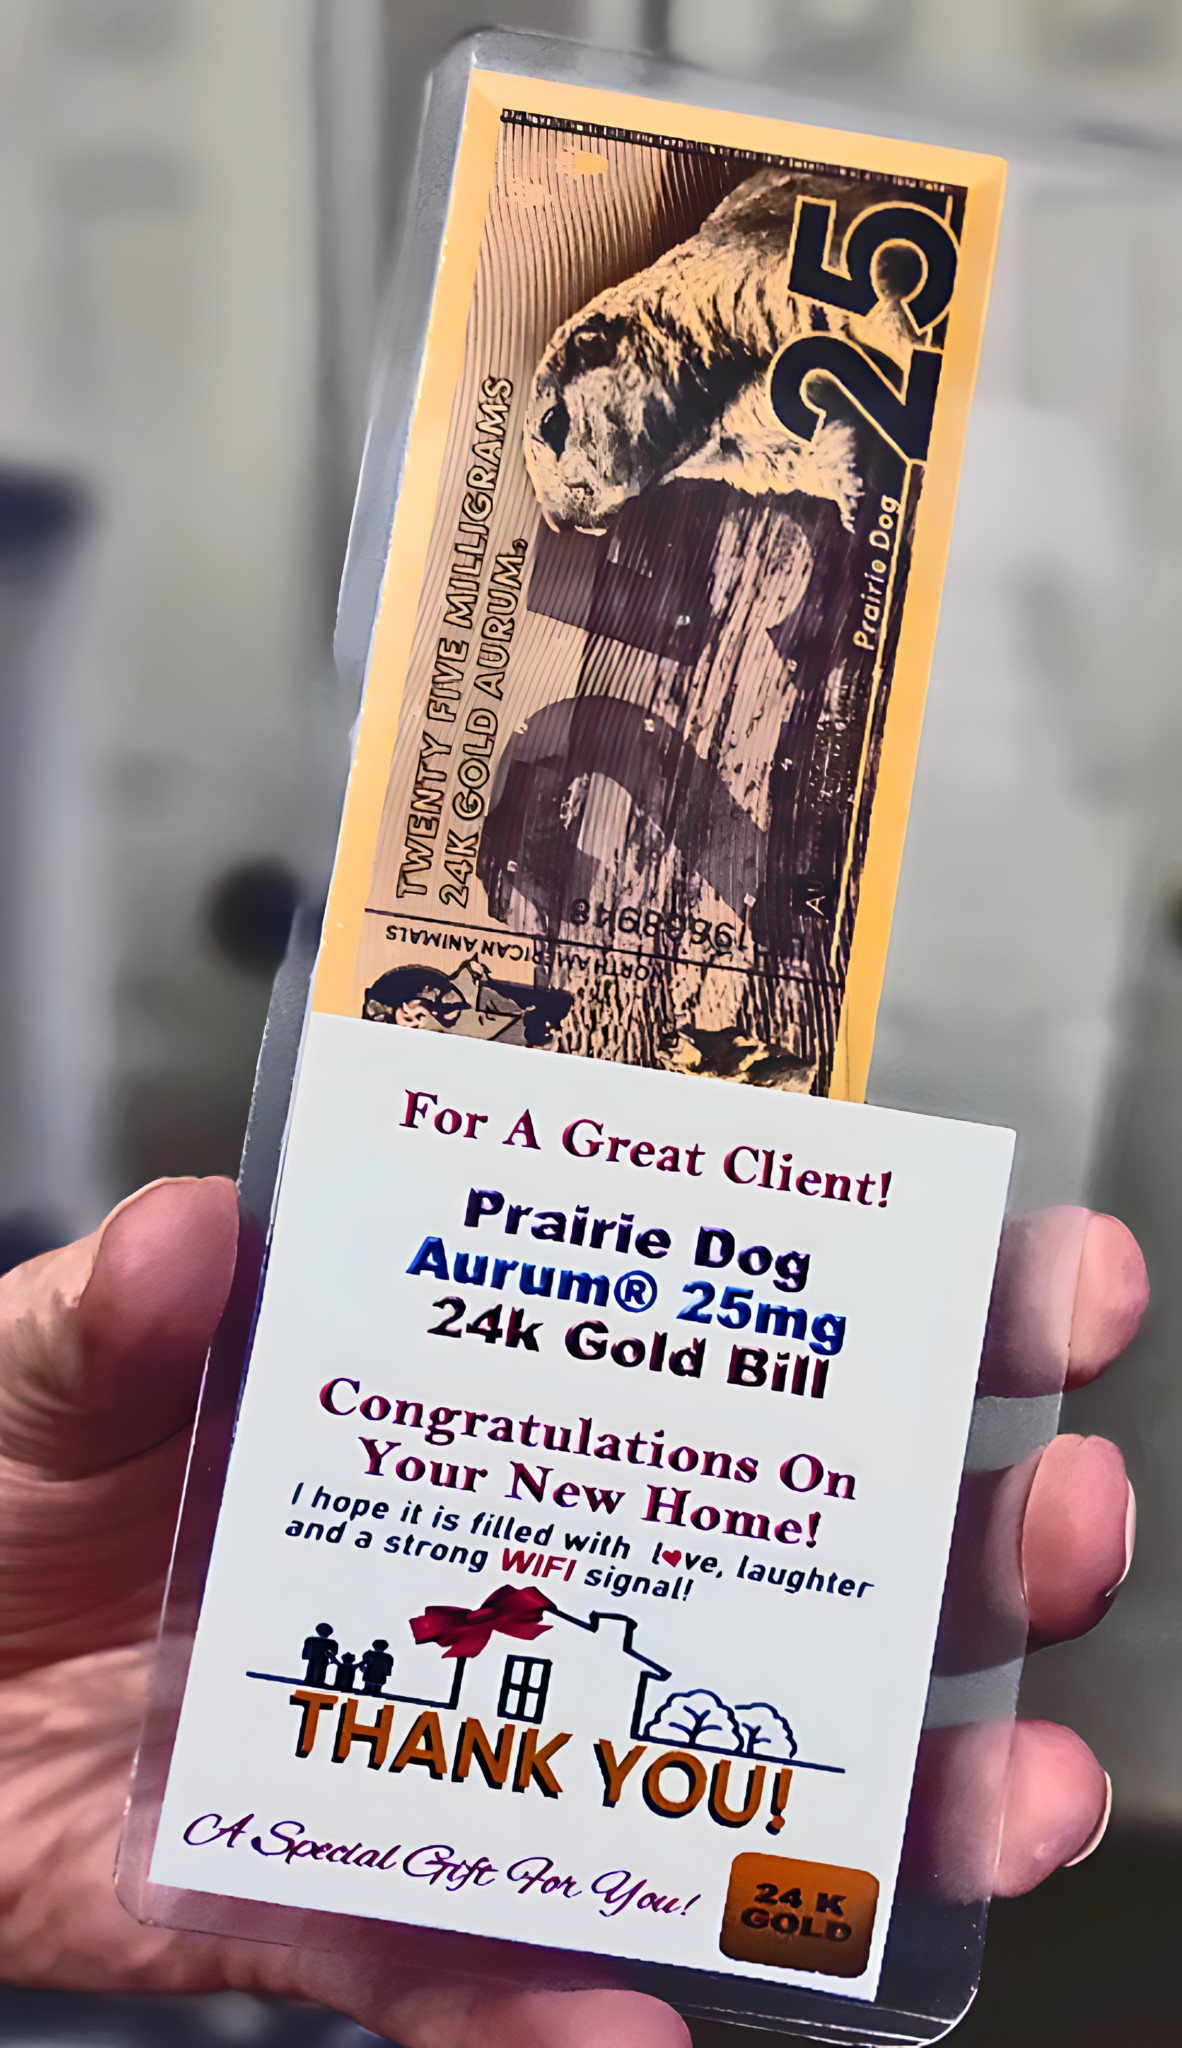 25
Prairie Dog
TWENTY FIVE MILLIGRAMS
24K GOLD AURUM.
NORTH AMERICAN ANIMALS
For A Great Client!
Prairie Dog
Aurum® 25mg
24k Gold Bill
Congratulations On
Your New Home!
I hope it is filled with l♥ve, laughter
and a strong WIFI signal!
THANK YOU!
A Special Gift For You!
24 K
GOLD